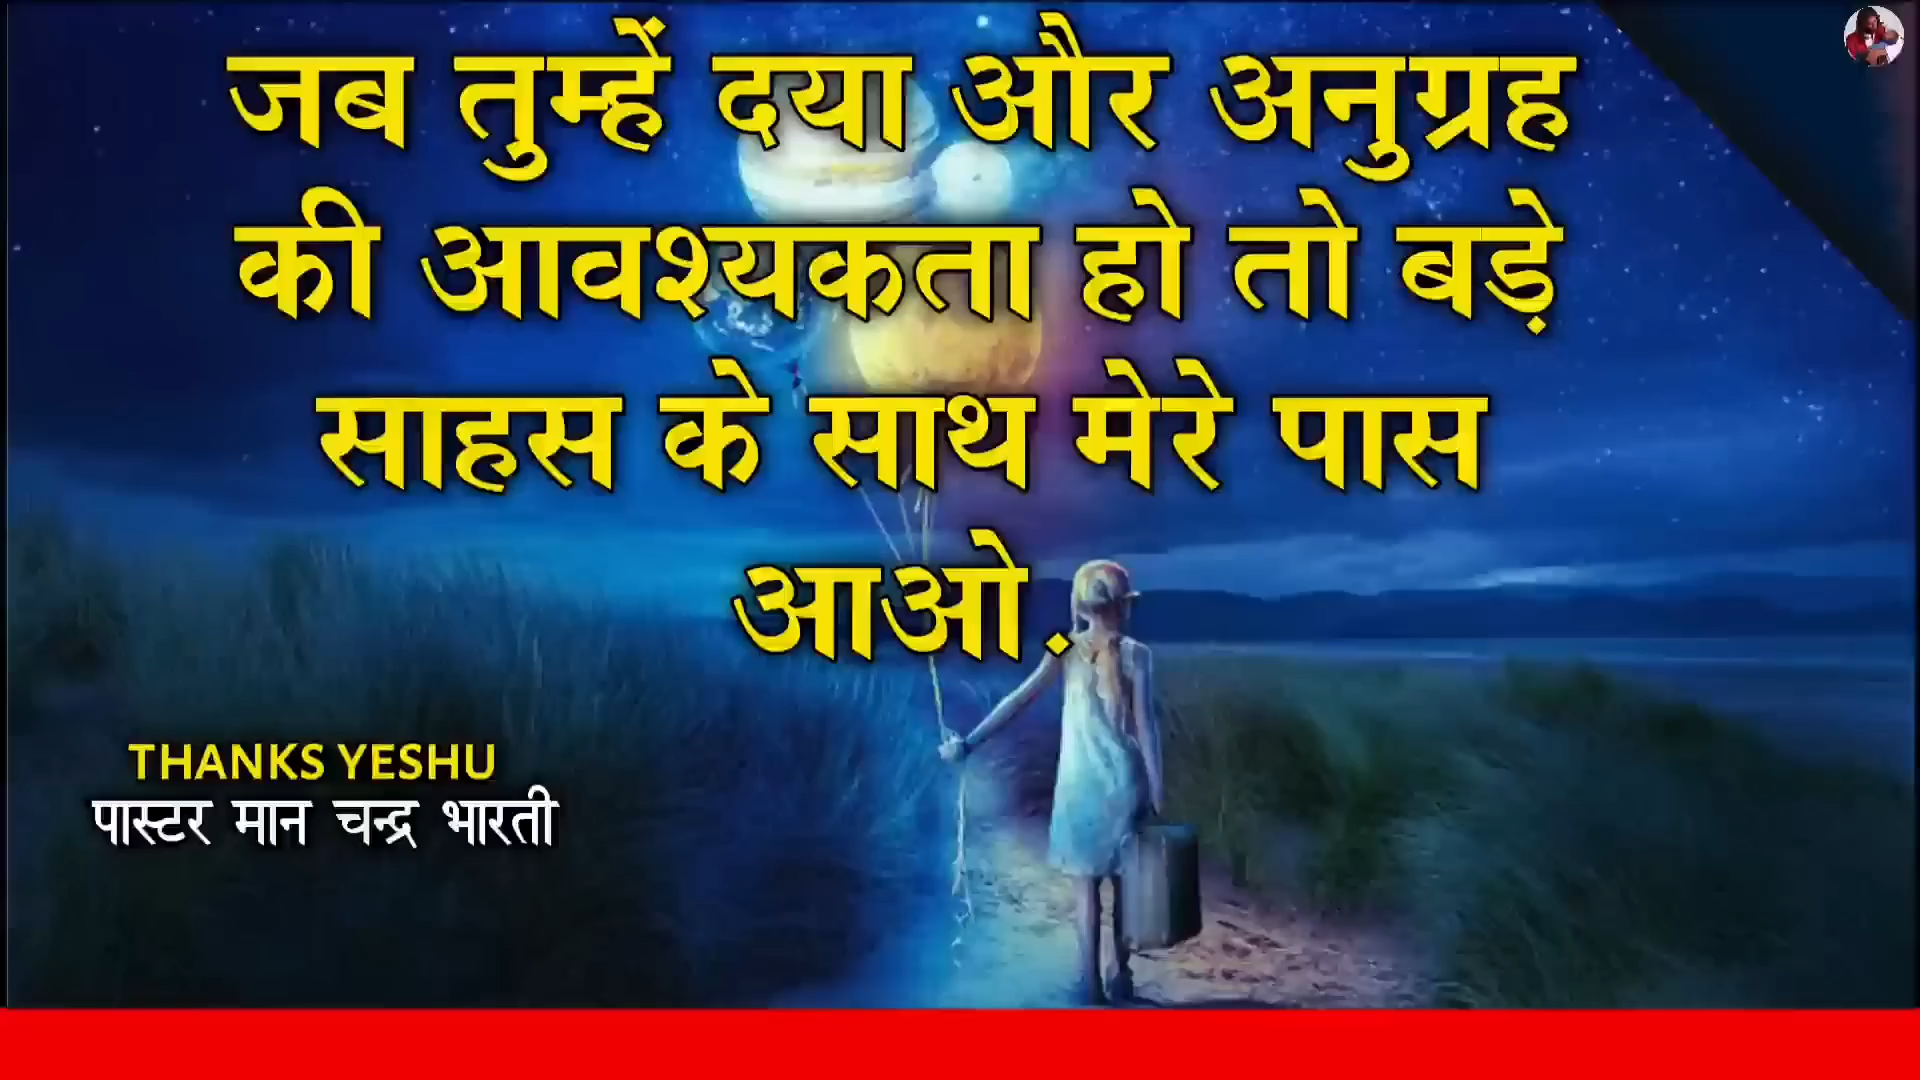 जब तुम्हें दया और अनुग्रह
की आवश्यकता हो तो बड़े
साहस के साथ मेरे पास
आओ.
THANKS YESHU
पास्टर मान चन्द्र भारती